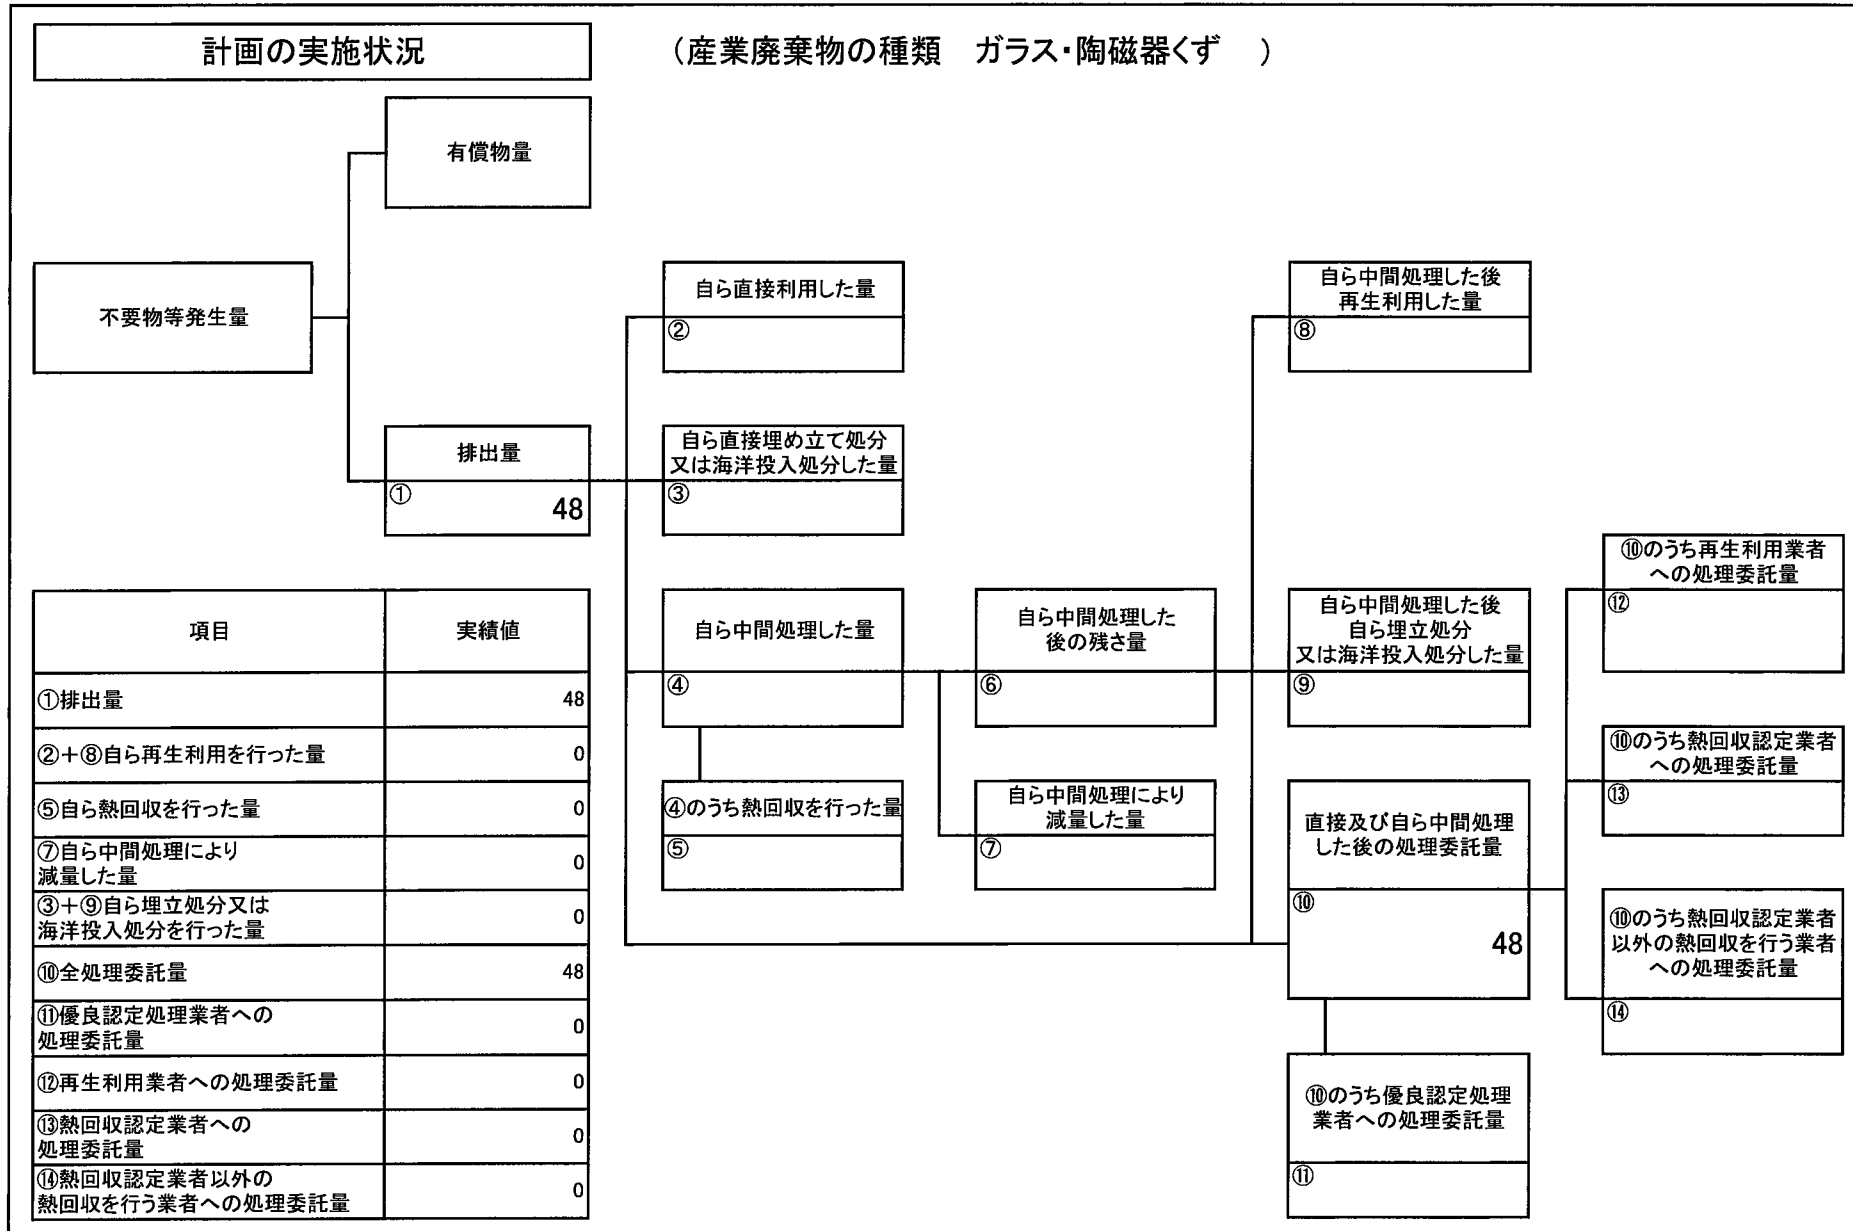 計画の実施状況
（産業廃棄物の種類　ガラス・陶磁器くず　）
有償物量
不要物等発生量
排出量
①
48
自ら直接利用した量
②
自ら直接埋め立て処分
又は海洋投入処分した量
③
自ら中間処理した量
④
④のうち熱回収を行った量
⑤
自ら中間処理した
後の残さ量
⑥
自ら中間処理により
減量した量
⑦
自ら中間処理した後
再生利用した量
⑧
自ら中間処理した後
自ら埋立処分
又は海洋投入処分した量
⑨
直接及び自ら中間処理
した後の処理委託量
⑩
48
⑩のうち優良認定処理
業者への処理委託量
⑪
⑩のうち再生利用業者
への処理委託量
⑫
⑩のうち熱回収認定業者
への処理委託量
⑬
⑩のうち熱回収認定業者
以外の熱回収を行う業者
への処理委託量
⑭
項目 実績値
①排出量 48
②＋⑧自ら再生利用を行った量 0
⑤自ら熱回収を行った量 0
⑦自ら中間処理により
減量した量 0
③＋⑨自ら埋立処分又は
海洋投入処分を行った量 0
⑩全処理委託量 48
⑪優良認定処理業者への
処理委託量 0
⑫再生利用業者への処理委託量 0
⑬熱回収認定業者への
処理委託量 0
⑭熱回収認定業者以外の
熱回収を行う業者への処理委託量 0